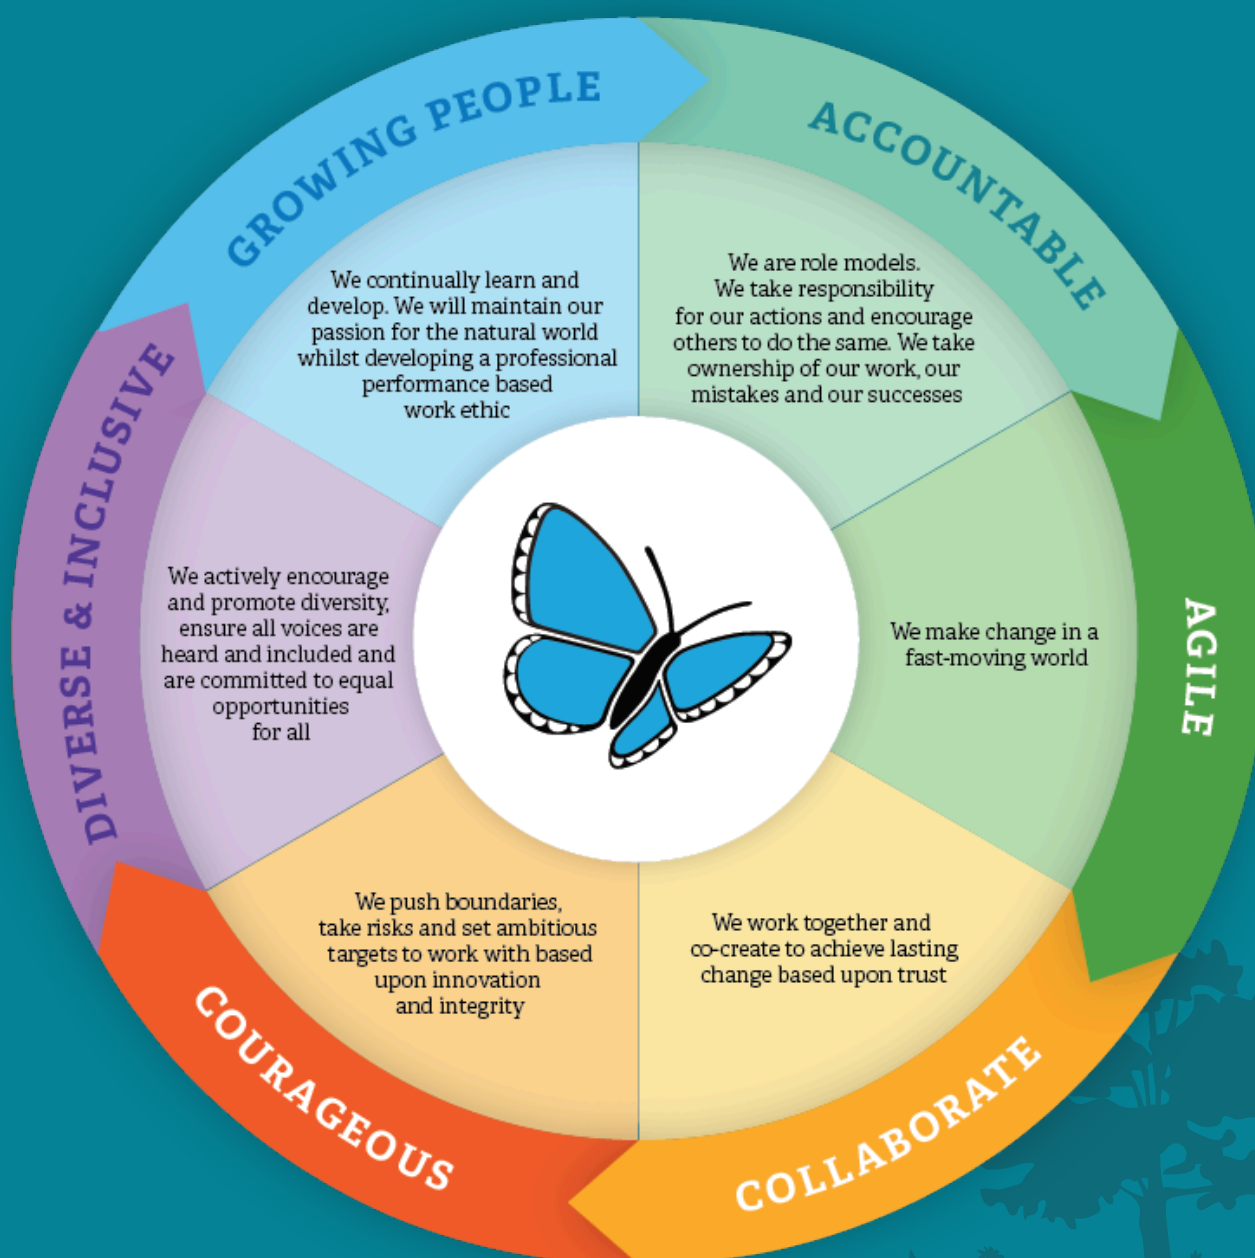 GROWING PEOPLE
We continually learn and
develop. We will maintain our
passion for the natural world
whilst developing a professional
performance based
work ethic
ACCOUNTABLE
We are role models.
We take responsibility
for our actions and encourage
others to do the same. We take
ownership of our work, our
mistakes and our successes
AGILE
We make change in a
fast-moving world
COLLABORATE
We work together and
co-create to achieve lasting
change based upon trust
COURAGEOUS
We push boundaries,
take risks and set ambitious
targets to work with based
upon innovation
and integrity
DIVERSE & INCLUSIVE
We actively encourage
and promote diversity,
ensure all voices are
heard and included and
are committed to equal
opportunities
for all